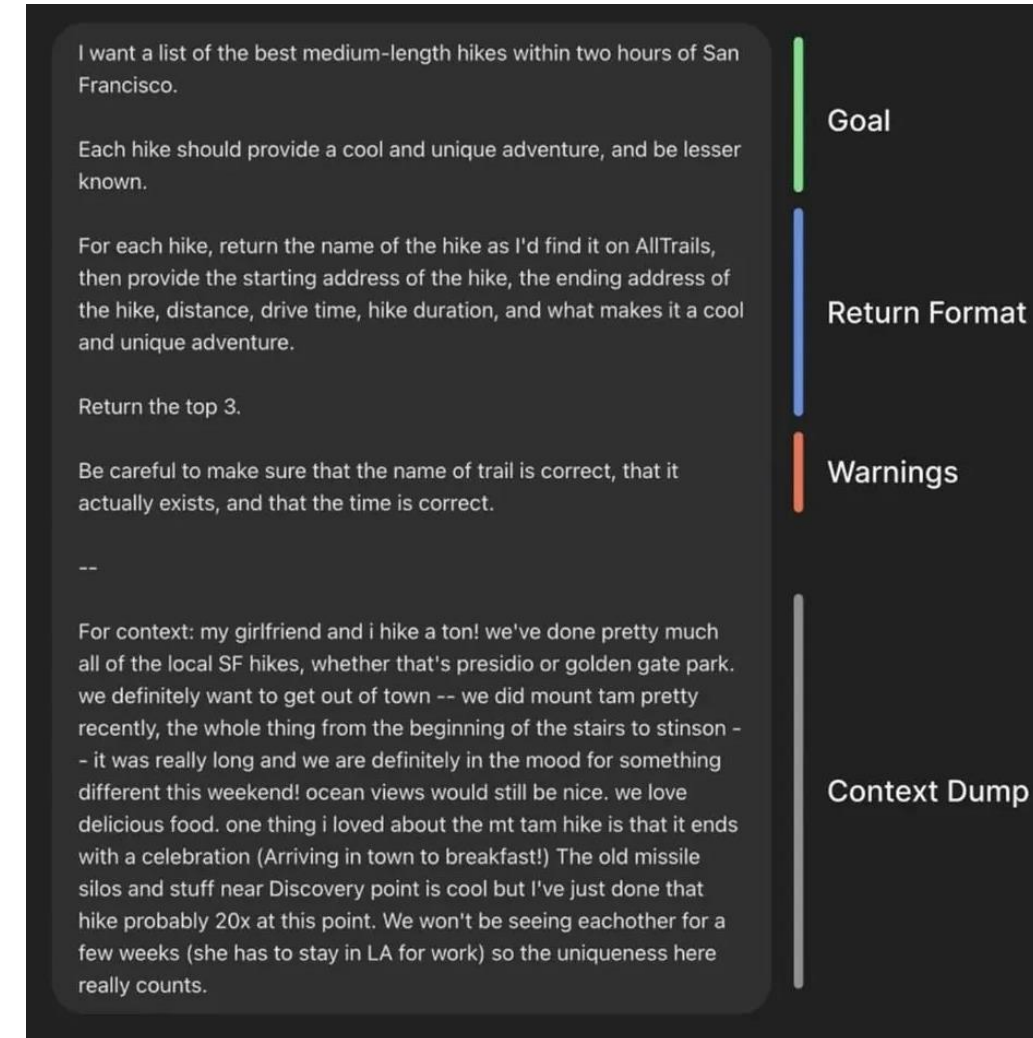 I want a list of the best medium-length hikes within two hours of San
Francisco.
Each hike should provide a cool and unique adventure, and be lesser
known.
Goal
For each hike, return the name of the hike as I'd find it on AllTrails,
then provide the starting address of the hike, the ending address of
the hike, distance, drive time, hike duration, and what makes it a cool
and unique adventure.
Return the top 3.
Return Format
Be careful to make sure that the name of trail is correct, that it
actually exists, and that the time is correct.
Warnings
--
For context: my girlfriend and i hike a ton! we've done pretty much
all of the local SF hikes, whether that's presidio or golden gate park.
we definitely want to get out of town -- we did mount tam pretty
recently, the whole thing from the beginning of the stairs to stinson -
- it was really long and we are definitely in the mood for something
different this weekend! ocean views would still be nice. we love
delicious food. one thing i loved about the mt tam hike is that it ends
with a celebration (Arriving in town to breakfast!) The old missile
silos and stuff near Discovery point is cool but I've just done that
hike probably 20x at this point. We won't be seeing eachother for a
few weeks (she has to stay in LA for work) so the uniqueness here
really counts.
Context Dump